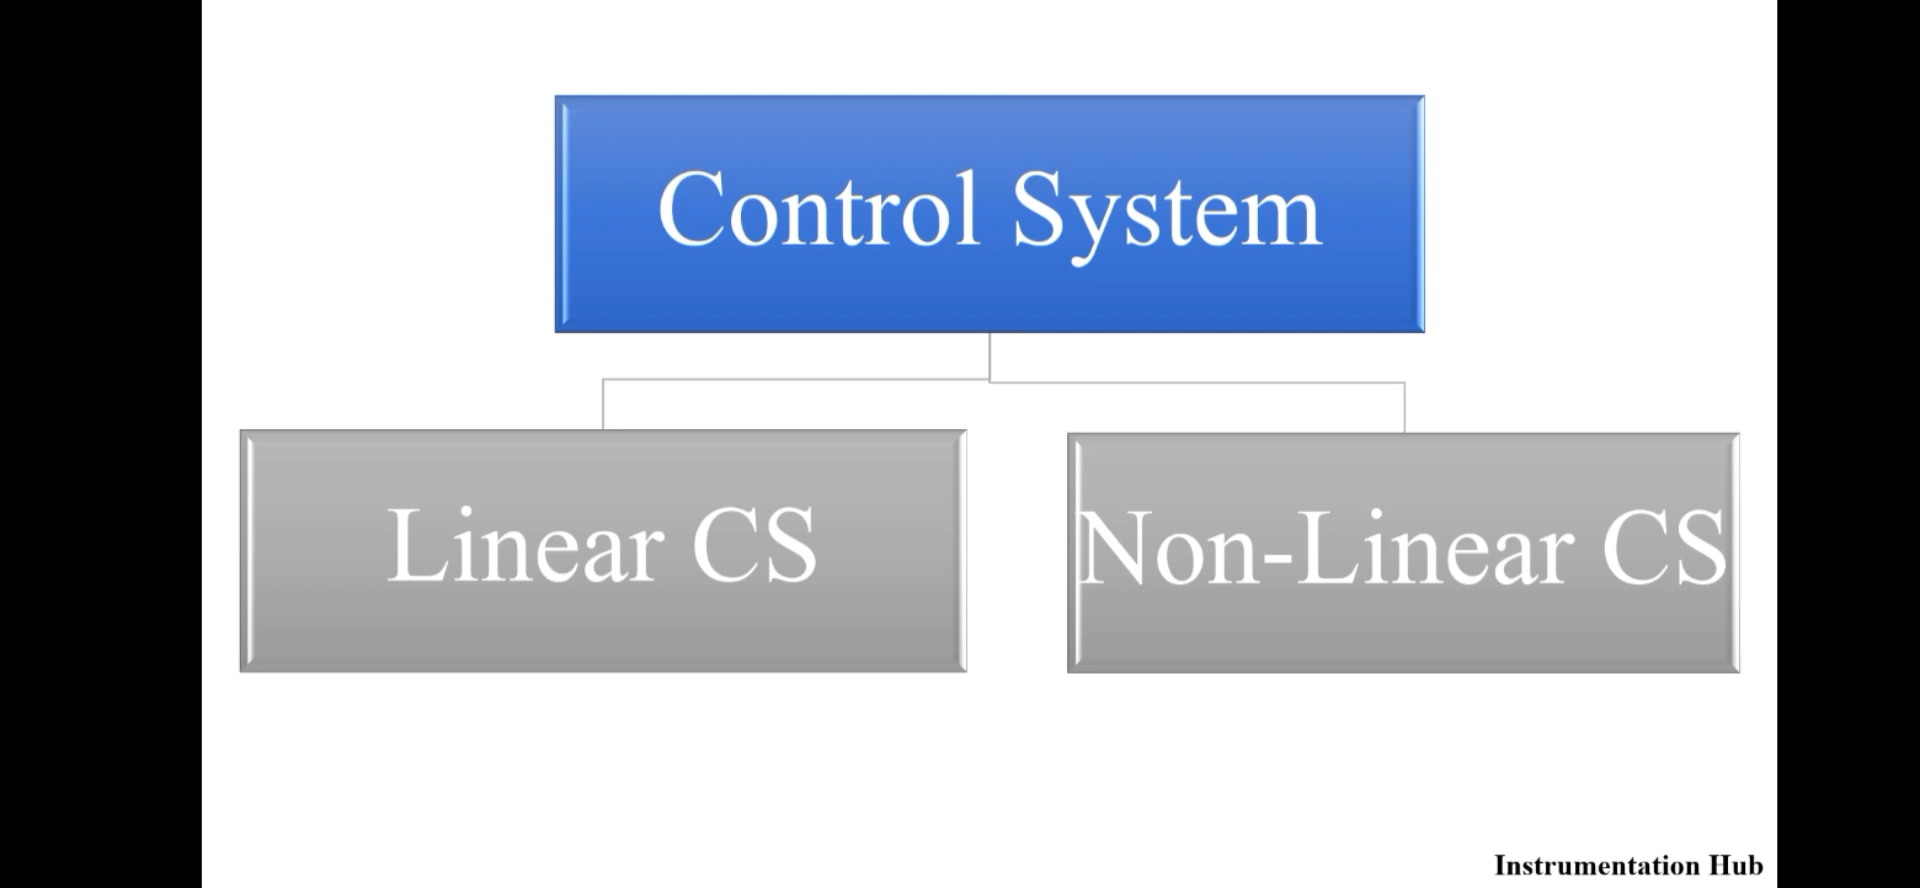 Control System
Linear CS
Non-Linear CS
Instrumentation Hub